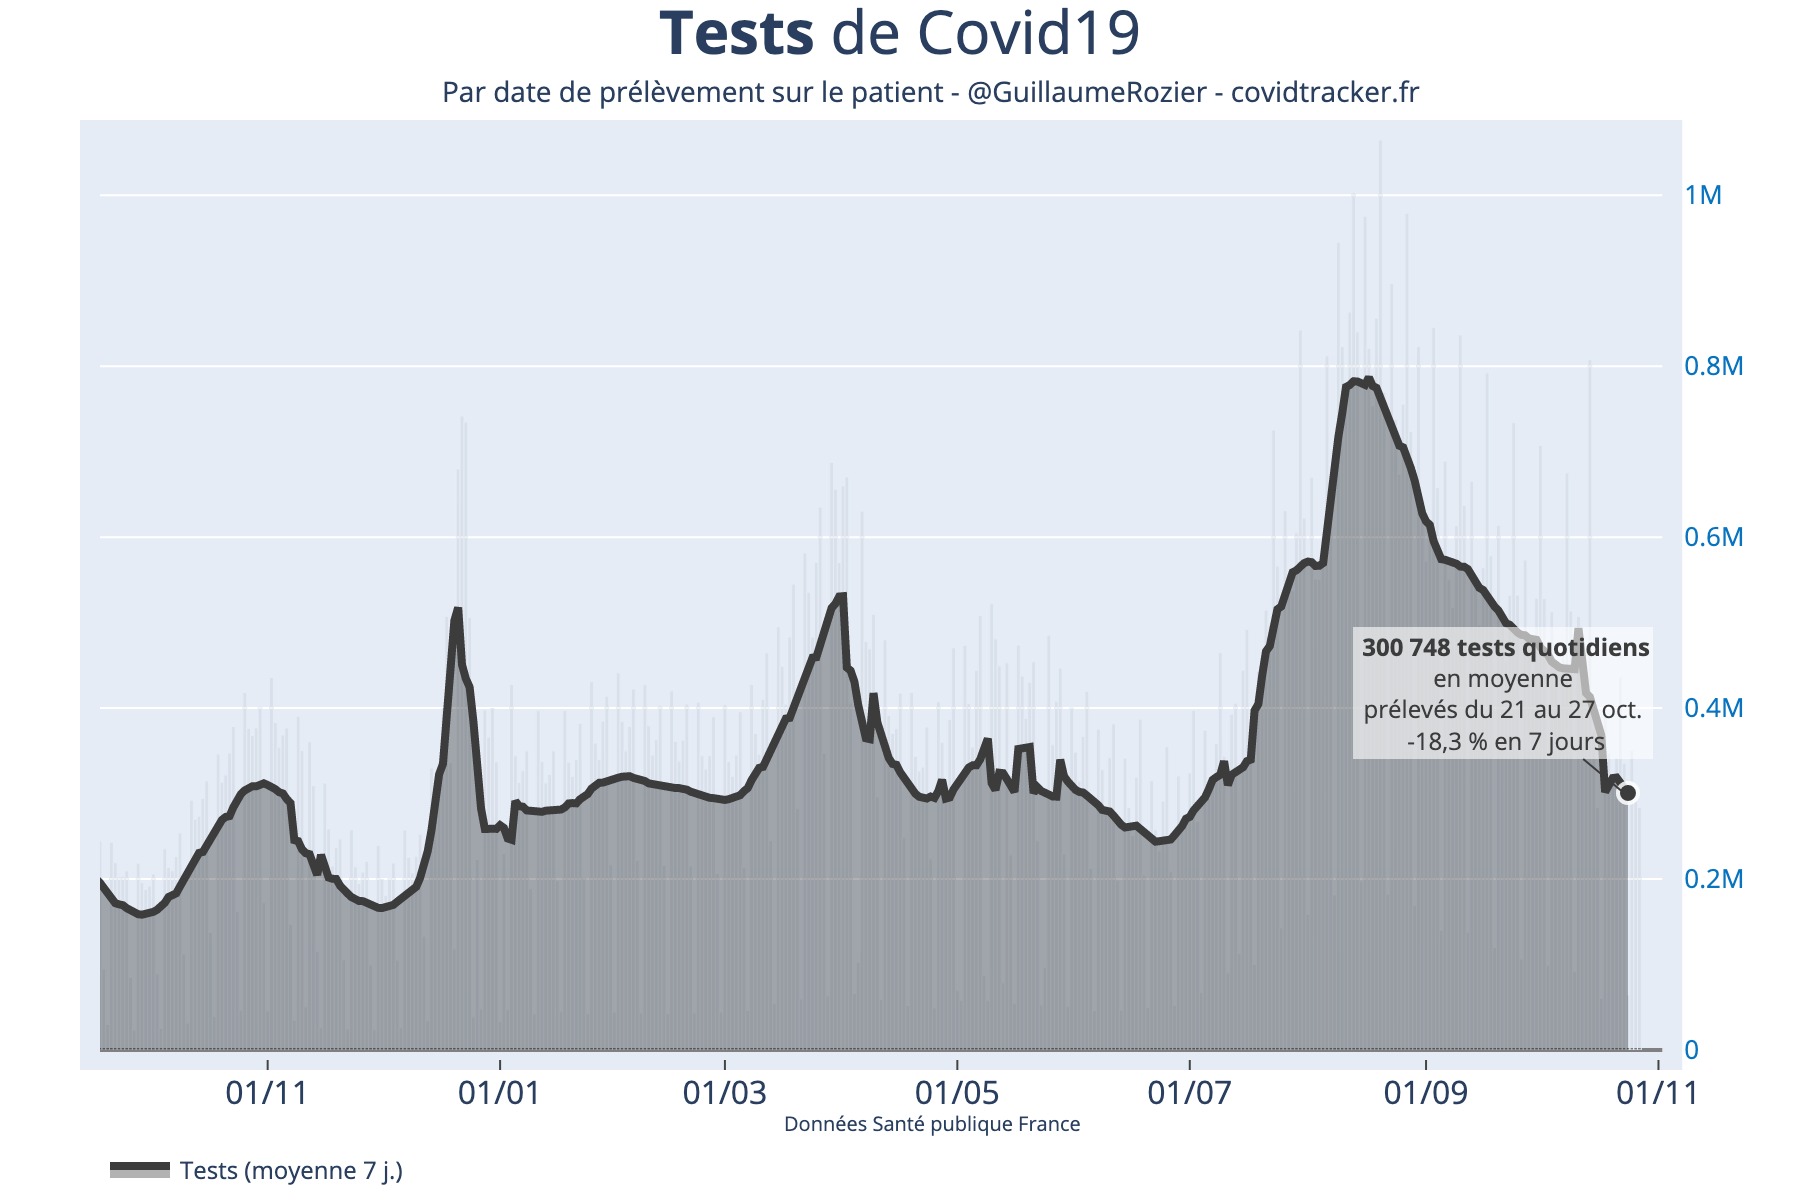 Tests de Covid19
Par date de prélèvement sur le patient - @GuillaumeRozier - covidtracker.fr
1M
0.8M
0.6M
300 748 tests quotidiens
en moyenne
prélevés du 21 au 27 oct.
-18,3 % en 7 jours
0.4M
0.2M
0
01/11
01/01
01/03
01/05
01/07
01/09
01/11
Données Santé publique France
Tests (moyenne 7 j.)